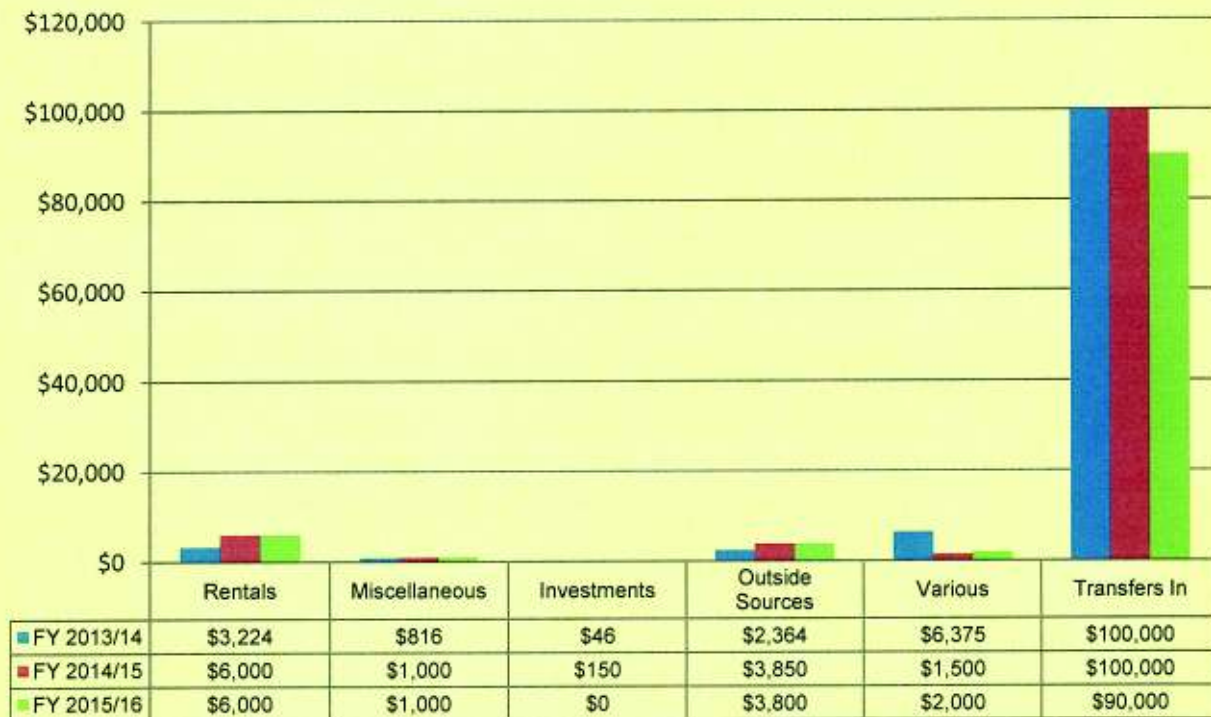 $120,000
$100,000
$80,000
$60,000
$40,000
$20,000
$0
Rentals Miscellaneous Investments Outside Sources Various Transfers In
FY 2013/14 $3,224 $816 $46 $2,364 $6,375 $100,000
FY 2014/15 $6,000 $1,000 $150 $3,850 $1,500 $100,000
FY 2015/16 $6,000 $1,000 $0 $3,800 $2,000 $90,000